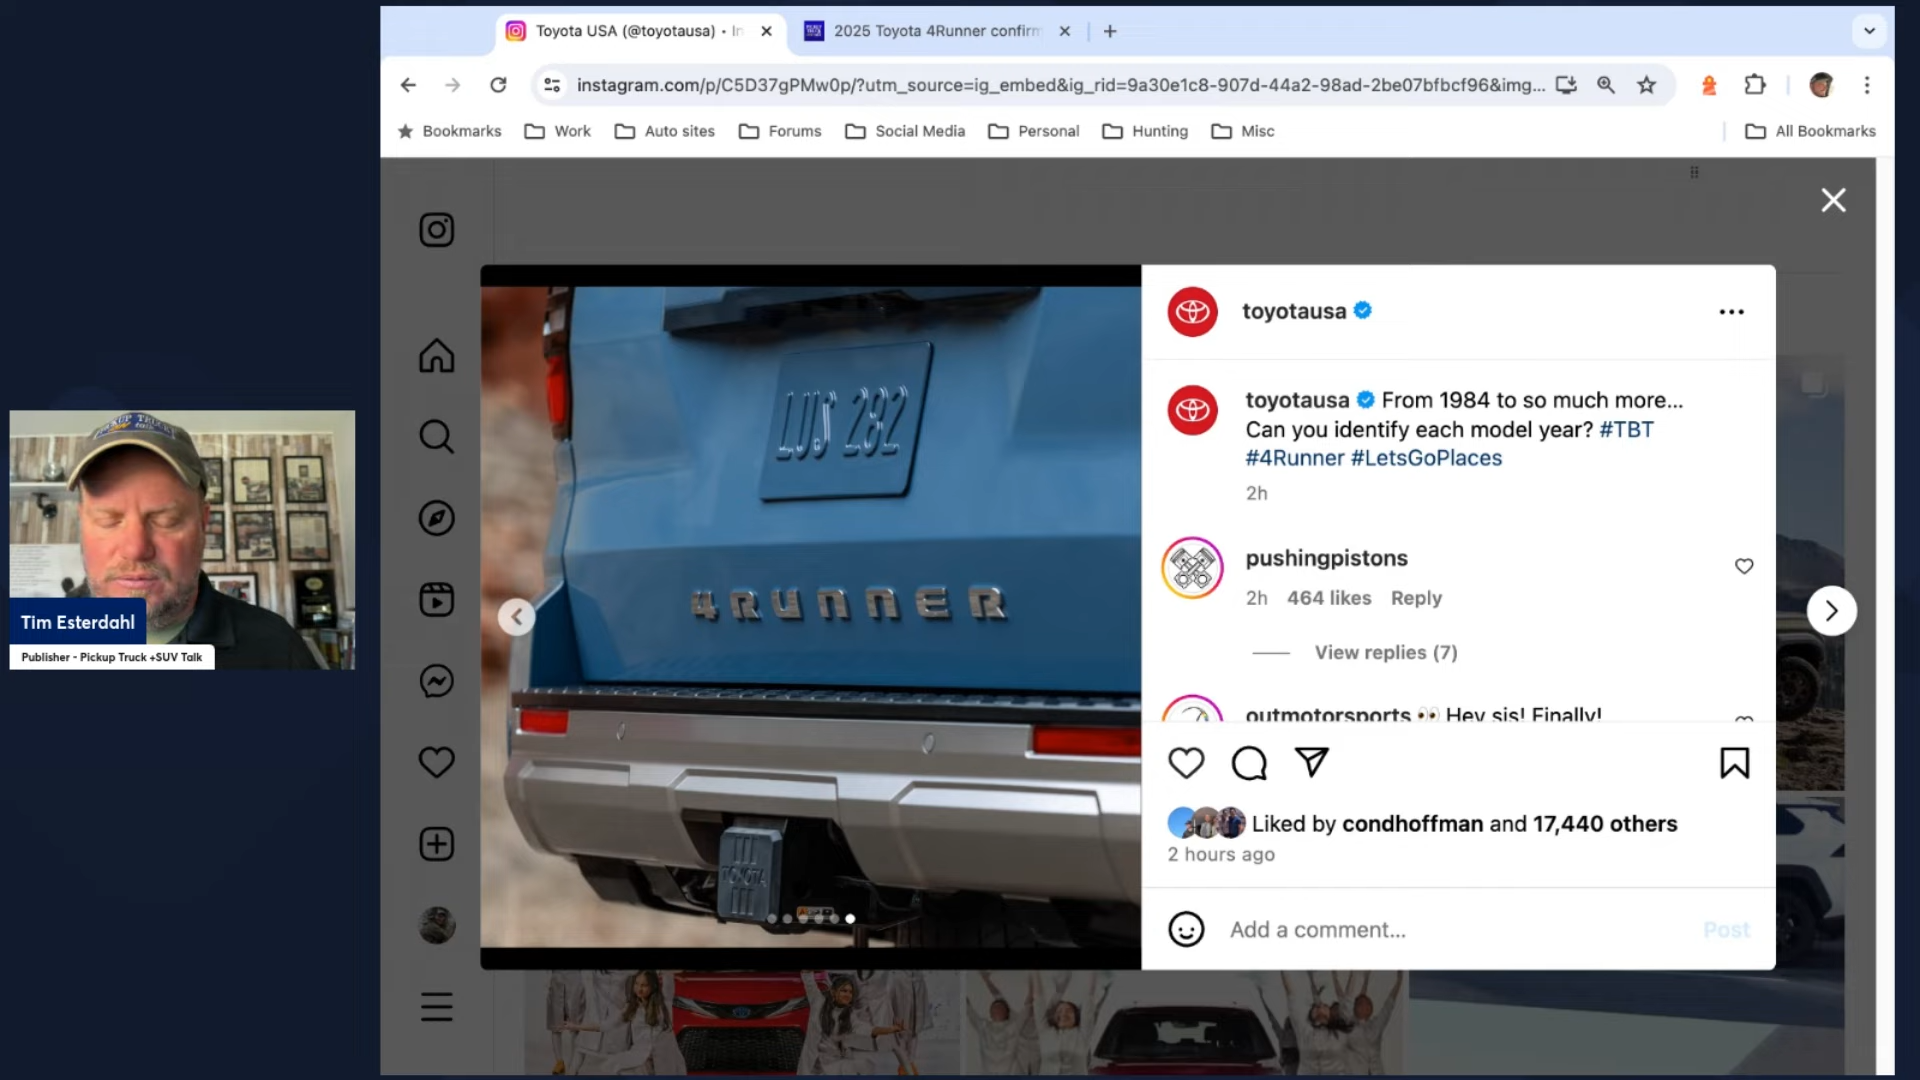 Toyota USA (@toyotausa) • In
2025 Toyota 4Runner confirm
instagram.com/p/C5D37gPMw0p/?utm_source=ig_embed&ig_rid=9a30e1c8-907d-44a2-98ad-2be07bfbcf96&img...
Bookmarks
Work
Auto sites
Forums
Social Media
Personal
Hunting
Misc
All Bookmarks
toyotausa
toyotausa From 1984 to so much more...
Can you identify each model year? #TBT
#4Runner #LetsGoPlaces
2h
pushingpistons
2h 464 likes Reply
View replies (7)
outmotorsports 👀 Hey sis! Finally!
Liked by condhoffman and 17,440 others
2 hours ago
Add a comment...
Post
4RUNNER
TOYOTA
PICKUP TRUCK
Tim Esterdahl
Publisher - Pickup Truck +SUV Talk